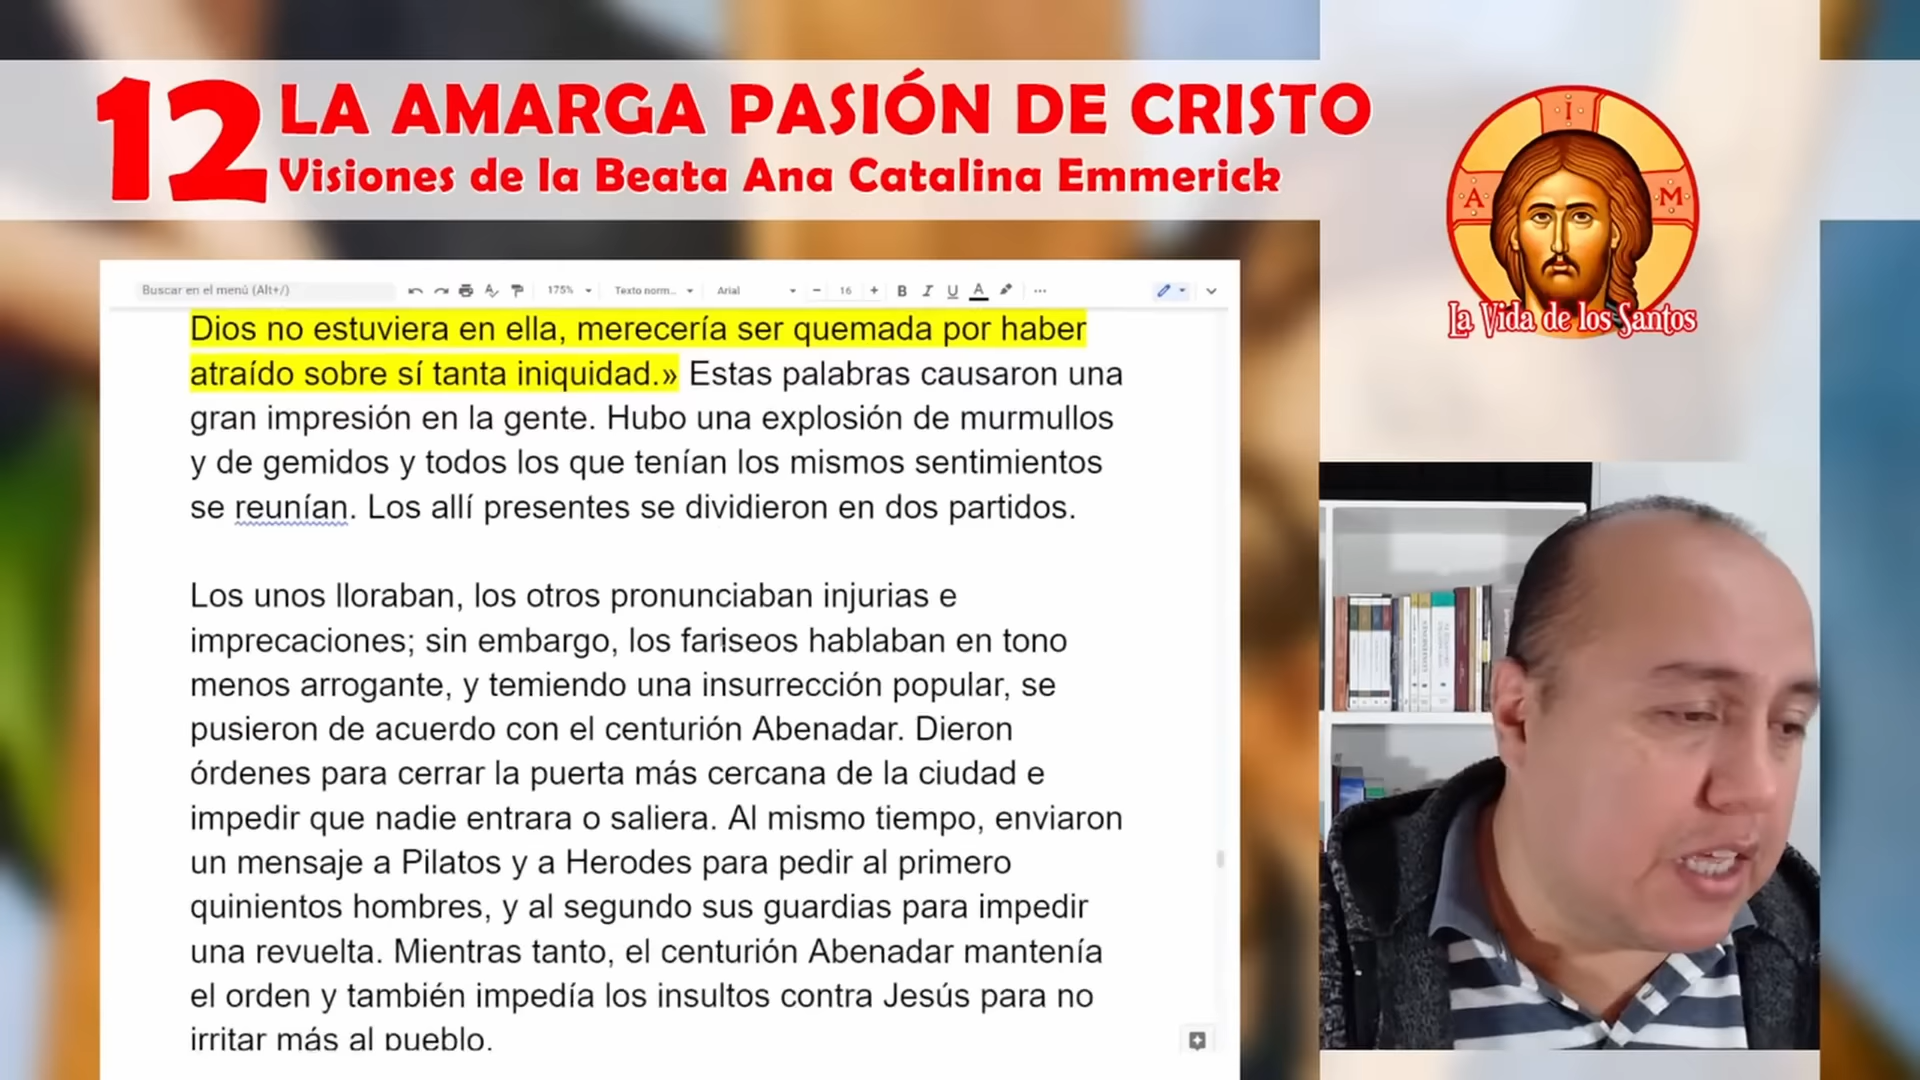 12
LA AMARGA PASIÓN DE CRISTO
Visiones de la Beata Ana Catalina Emmerick
I
A
M
La Vida de los Santos
Buscar en el menú (Alt+/)
175%
Texto norm...
Arial
16
B I U A
Dios no estuviera en ella, merecería ser quemada por haber
atraído sobre sí tanta iniquidad.» Estas palabras causaron una
gran impresión en la gente. Hubo una explosión de murmullos
y de gemidos y todos los que tenían los mismos sentimientos
se reunían. Los allí presentes se dividieron en dos partidos.
Los unos lloraban, los otros pronunciaban injurias e
imprecaciones; sin embargo, los fariseos hablaban en tono
menos arrogante, y temiendo una insurrección popular, se
pusieron de acuerdo con el centurión Abenadar. Dieron
órdenes para cerrar la puerta más cercana de la ciudad e
impedir que nadie entrara o saliera. Al mismo tiempo, enviaron
un mensaje a Pilatos y a Herodes para pedir al primero
quinientos hombres, y al segundo sus guardias para impedir
una revuelta. Mientras tanto, el centurión Abenadar mantenía
el orden y también impedía los insultos contra Jesús para no
irritar más al pueblo.